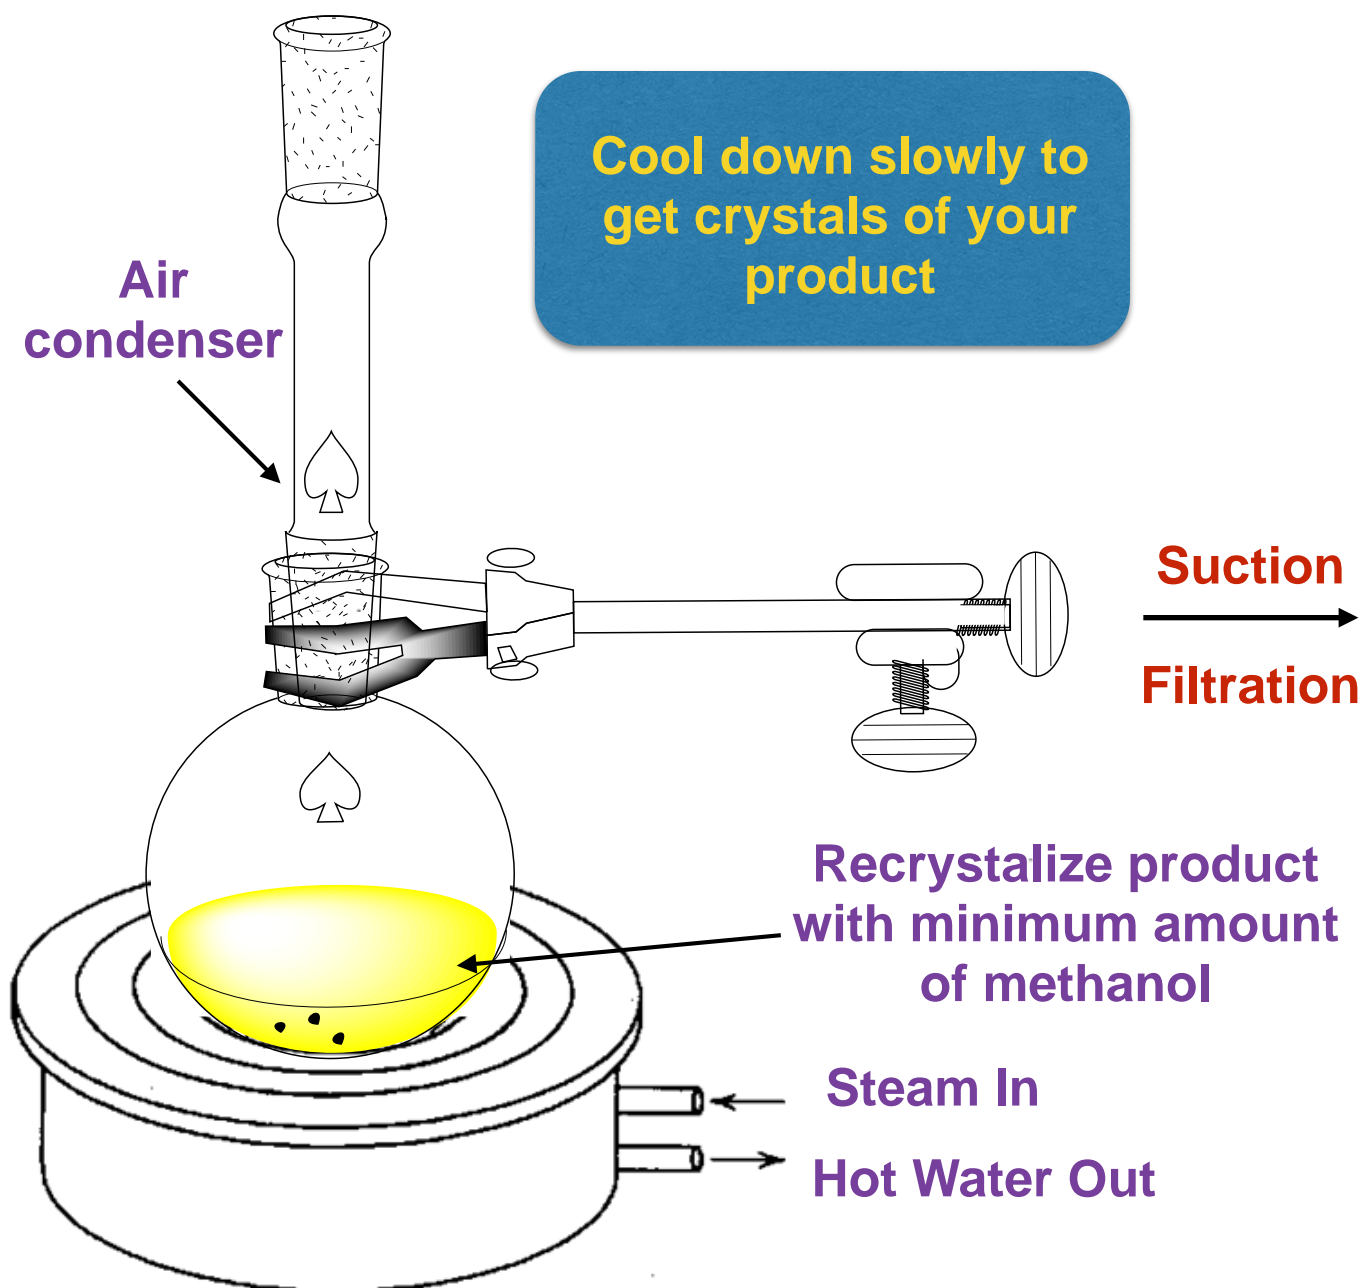 Cool down slowly to
get crystals of your
product
Air
condenser
Suction
Filtration
Recrystalize product
with minimum amount
of methanol
Steam In
Hot Water Out